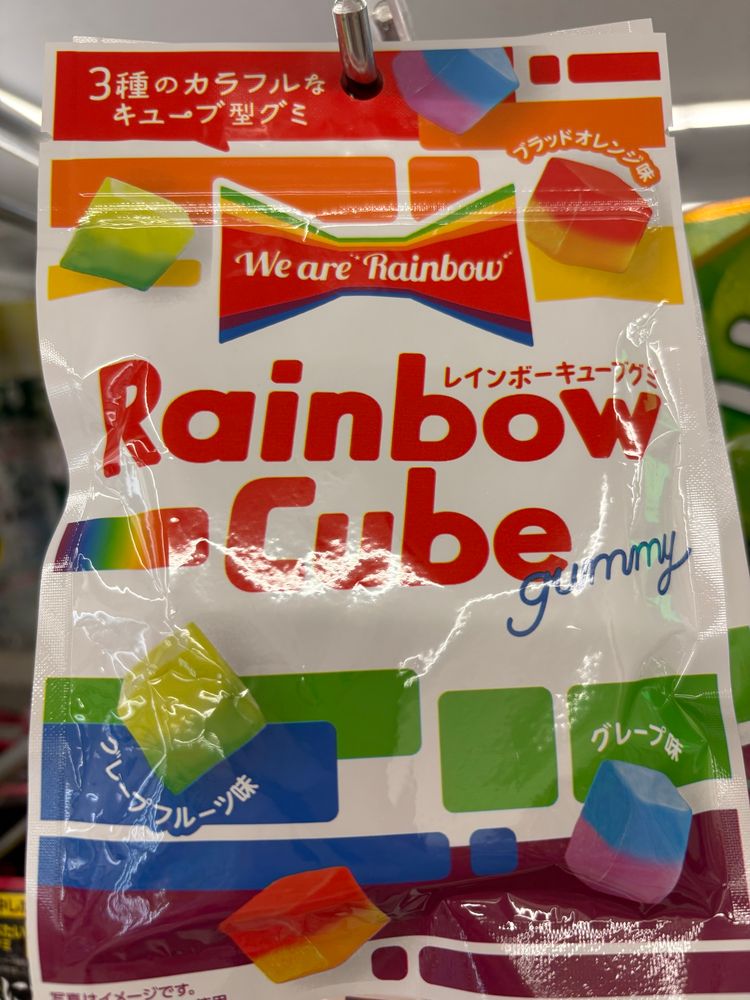 3種のカラフルな
キューブ型グミ
ブラッドオレンジ味
We are Rainbow
レインボーキューブグミ
Rainbow
Cube
gummy
グレープフルーツ味
グレープ味
写真はイメージです。